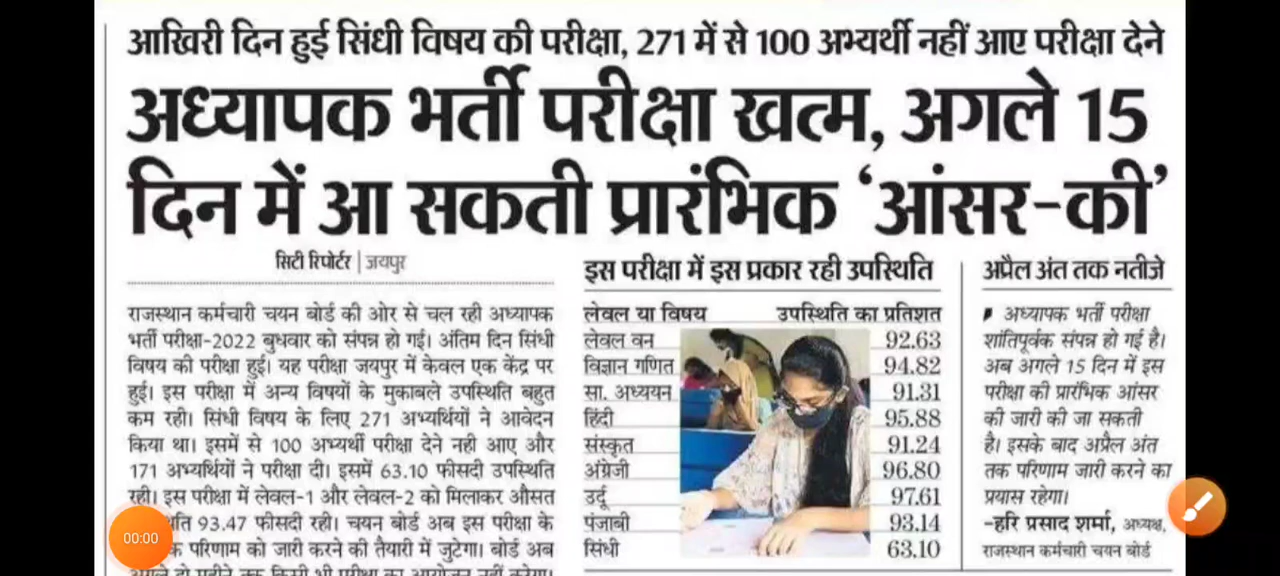 आखिरी दिन हुई सिंधी विषय की परीक्षा, 271 में से 100 अभ्यर्थी नहीं आए परीक्षा देने
अध्यापक भर्ती परीक्षा खत्म, अगले 15
दिन में आ सकती प्रारंभिक ‘आंसर-की’
सिटी रिपोर्टर | जयपुर
राजस्थान कर्मचारी चयन बोर्ड की ओर से चल रही अध्यापक
भर्ती परीक्षा-2022 बुधवार को संपन्न हो गई। अंतिम दिन सिंधी
विषय की परीक्षा हुई। यह परीक्षा जयपुर में केवल एक केंद्र पर
हुई। इस परीक्षा में अन्य विषयों के मुकाबले उपस्थिति बहुत
कम रही। सिंधी विषय के लिए 271 अभ्यर्थियों ने आवेदन
किया था। इसमें से 100 अभ्यर्थी परीक्षा देने नही आए और
171 अभ्यर्थियों ने परीक्षा दी। इसमें 63.10 फीसदी उपस्थिति
रही। इस परीक्षा में लेवल-1 और लेवल-2 को मिलाकर औसत
93.47 फीसदी रही। चयन बोर्ड अब इस परीक्षा के
परिणाम को जारी करने की तैयारी में जुटेगा। बोर्ड अब
अगले दो महीने तक किसी भी परीक्षा का आयोजन नहीं करेगा।
इस परीक्षा में इस प्रकार रही उपस्थिति
लेवल या विषय उपस्थिति का प्रतिशत
लेवल वन 92.63
विज्ञान गणित 94.82
सा. अध्ययन 91.31
हिंदी 95.88
संस्कृत 91.24
अंग्रेजी 96.80
उर्दू 97.61
पंजाबी 93.14
सिंधी 63.10
अप्रैल अंत तक नतीजे
अध्यापक भर्ती परीक्षा
शांतिपूर्वक संपन्न हो गई है।
अब अगले 15 दिन में इस
परीक्षा की प्रारंभिक आंसर
की जारी की जा सकती
है। इसके बाद अप्रैल अंत
तक परिणाम जारी करने का
प्रयास रहेगा।
-हरि प्रसाद शर्मा, अध्यक्ष,
राजस्थान कर्मचारी चयन बोर्ड
00:00